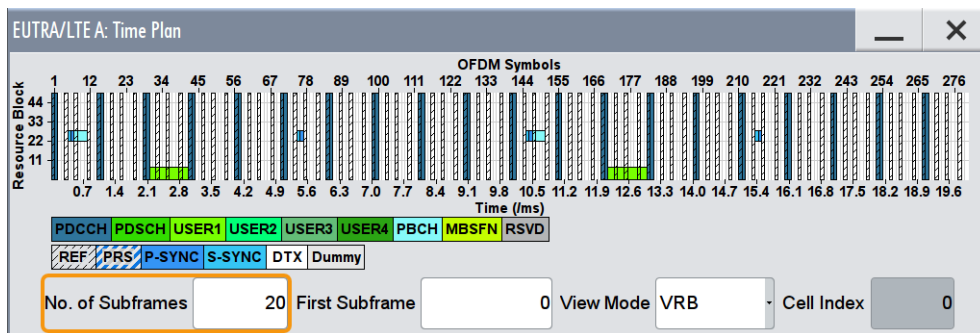 EUTRA/LTE A: Time Plan
OFDM Symbols
1 12 23 34 45 56 67 78 89 100 111 122 133 144 155 166 177 188 199 210 221 232 243 254 265 276
Resource Block
44
33
22
11
0.7 1.4 2.1 2.8 3.5 4.2 4.9 5.6 6.3 7.0 7.7 8.4 9.1 9.8 10.5 11.2 11.9 12.6 13.3 14.0 14.7 15.4 16.1 16.8 17.5 18.2 18.9 19.6
Time (/ms)
PDCCH PDSCH USER1 USER2 USER3 USER4 PBCH MBSFN RSVD
REF PRS P-SYNC S-SYNC DTX Dummy
No. of Subframes 20 First Subframe 0 View Mode VRB Cell Index 0